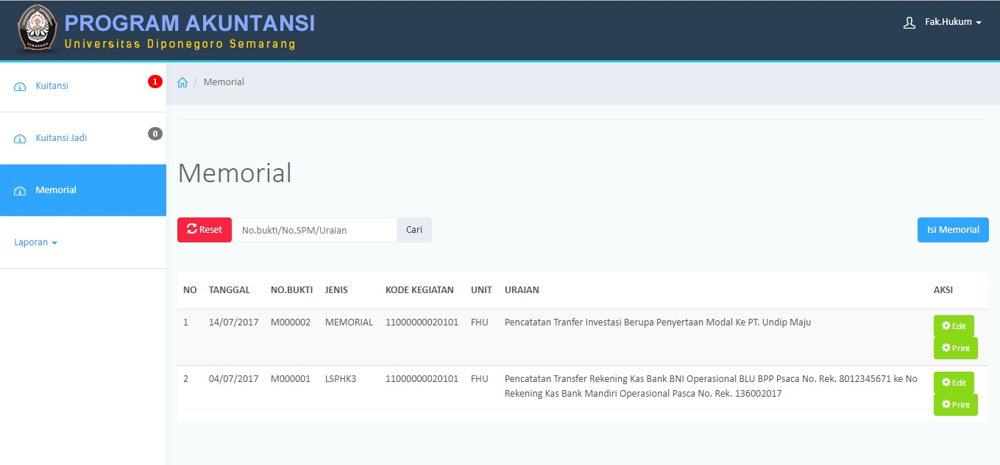 PROGRAM AKUNTANSI
Universitas Diponegoro Semarang
SEMARANG
Fak.Hukum
Kuitansi 1
Kuitansi Jadi 0
Memorial
Laporan
/ Memorial
Memorial
Reset No.bukti/No.SPM/Uraian Cari Isi Memorial
NO TANGGAL NO.BUKTI JENIS KODE KEGIATAN UNIT URAIAN AKSI
1 14/07/2017 M000002 MEMORIAL 11000000020101 FHU Pencatatan Tranfer Investasi Berupa Penyertaan Modal Ke PT. Undip Maju Edit
Print
2 04/07/2017 M000001 LSPHK3 11000000020101 FHU Pencatatan Transfer Rekening Kas Bank BNI Operasional BLU BPP Psaca No. Rek. 8012345671 ke No Edit
Rekening Kas Bank Mandiri Operasional Pasca No. Rek. 136002017
Print